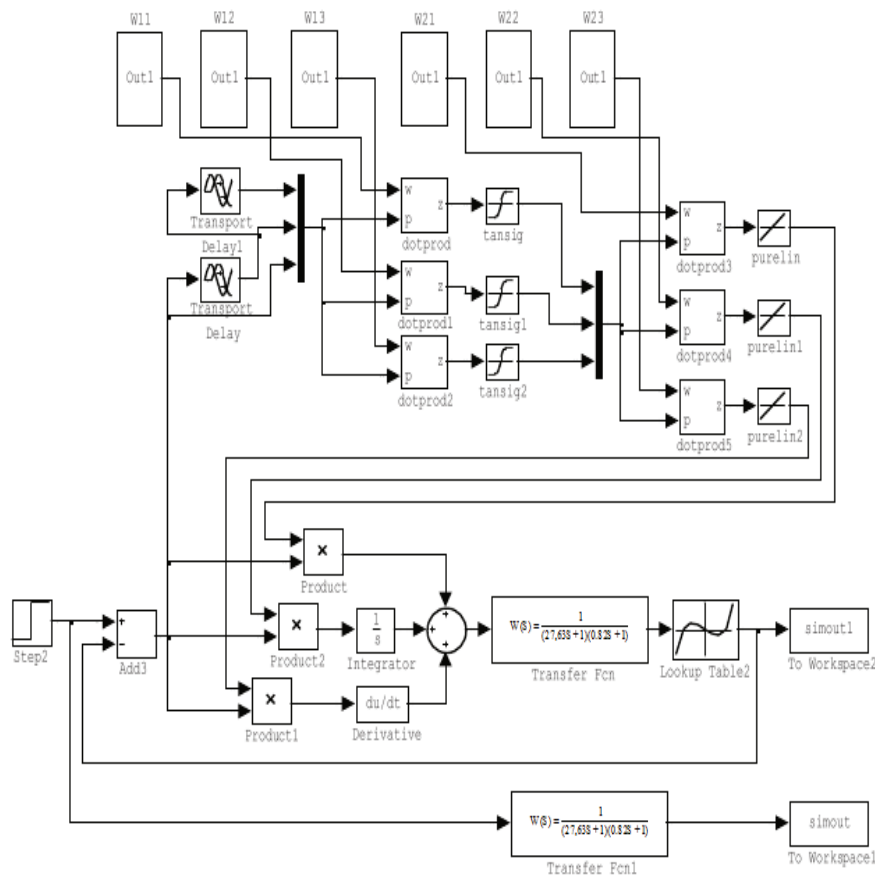 W11 W12 W13 W21 W22 W23
Out1 Out1 Out1 Out1 Out1 Out1
Transport
Delay1
Transport
Delay
w
p
z
dotprod
tansig
w
p
z
dotprod1
tansig1
w
p
z
dotprod2
tansig2
w
p
z
dotprod3
purelin
w
p
z
dotprod4
purelin1
w
p
z
dotprod5
purelin2
×
Product
Step2
+
−
Add3
×
Product2
1
s
Integrator
+
+
+
W(S) = 1
(27,63S +1)(0.82S +1)
Transfer Fcn
Lookup Table2
simout1
To Workspace2
×
Product1
du/dt
Derivative
W(S) = 1
(27,63S +1)(0.82S +1)
Transfer Fcn1
simout
To Workspace1